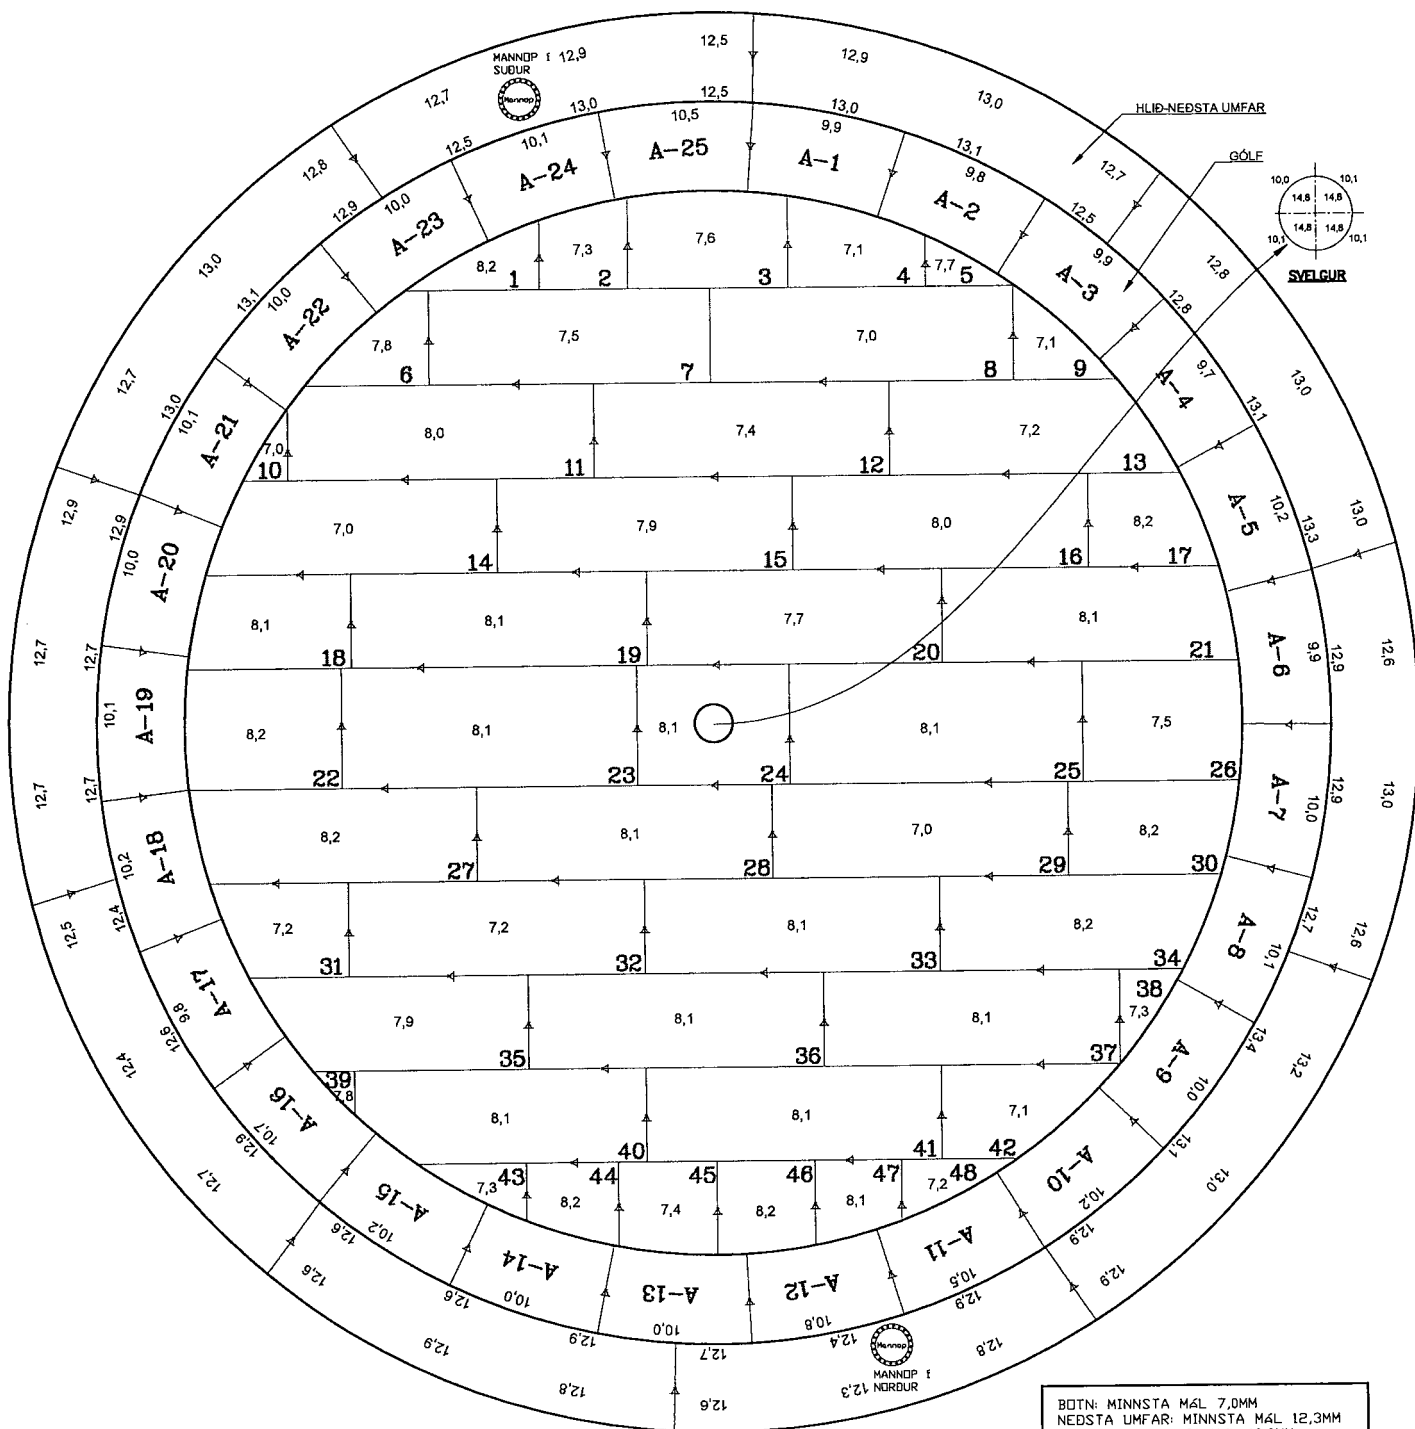 MANNOP Í
SUÐUR
Mannop
12,9
12,5
12,9
13,0
12,7
12,8
13,0
12,7
12,9
12,7
12,7
12,5
12,4
12,7
12,6
12,9
12,8
12,6
12,3
12,8
12,9
13,0
13,2
12,6
13,0
12,6
13,0
13,0
12,8
12,7
HLIÐ-NEÐSTA UMFAR
GÓLF
10,0 10,1
14,8 14,8
14,8 14,8
10,1 10,1
SVELGUR
12,5
13,0
13,1
12,5
12,8
13,1
13,3
12,9
12,9
12,7
13,4
13,1
12,9
12,9
12,4
12,7
12,9
12,6
12,6
12,9
12,6
12,4
12,7
12,7
12,9
13,0
13,1
12,9
12,5
13,0
A-25 10,5
A-1 9,9
A-2 9,8
A-3 9,9
A-4 9,7
A-5 10,2
A-6 9,9
A-7 10,0
A-8 10,1
A-9 10,0
A-10 10,2
A-11 10,5
A-12 10,8
A-13 10,0
A-14 10,0
A-15 10,2
A-16 10,7
A-17 9,8
A-18 10,2
A-19 10,1
A-20 10,0
A-21 10,1
A-22 10,0
A-23 10,0
A-24 10,1
8,2 7,3 7,6 7,1 7,7
1 2 3 4 5
7,8 7,5 7,0 7,1
6 7 8 9
7,0 8,0 7,4 7,2
10 11 12 13
7,0 7,9 8,0 8,2
14 15 16 17
8,1 8,1 7,7 8,1
18 19 20 21
8,2 8,1 8,1 8,1 7,5
22 23 24 25 26
8,2 8,1 7,0 8,2
27 28 29 30
7,2 7,2 8,1 8,2
31 32 33 34
38
7,9 8,1 8,1 7,3
35 36 37
39
7,8 8,1 8,1 7,1
40 41 42
43 44 45 46 47 48
7,3 8,2 7,4 8,2 8,1 7,2
Mannop
MANNOP Í
NORÐUR
BOTN: MINNSTA MÁL 7,0MM
NEÐSTA UMFAR: MINNSTA MÁL 12,3MM